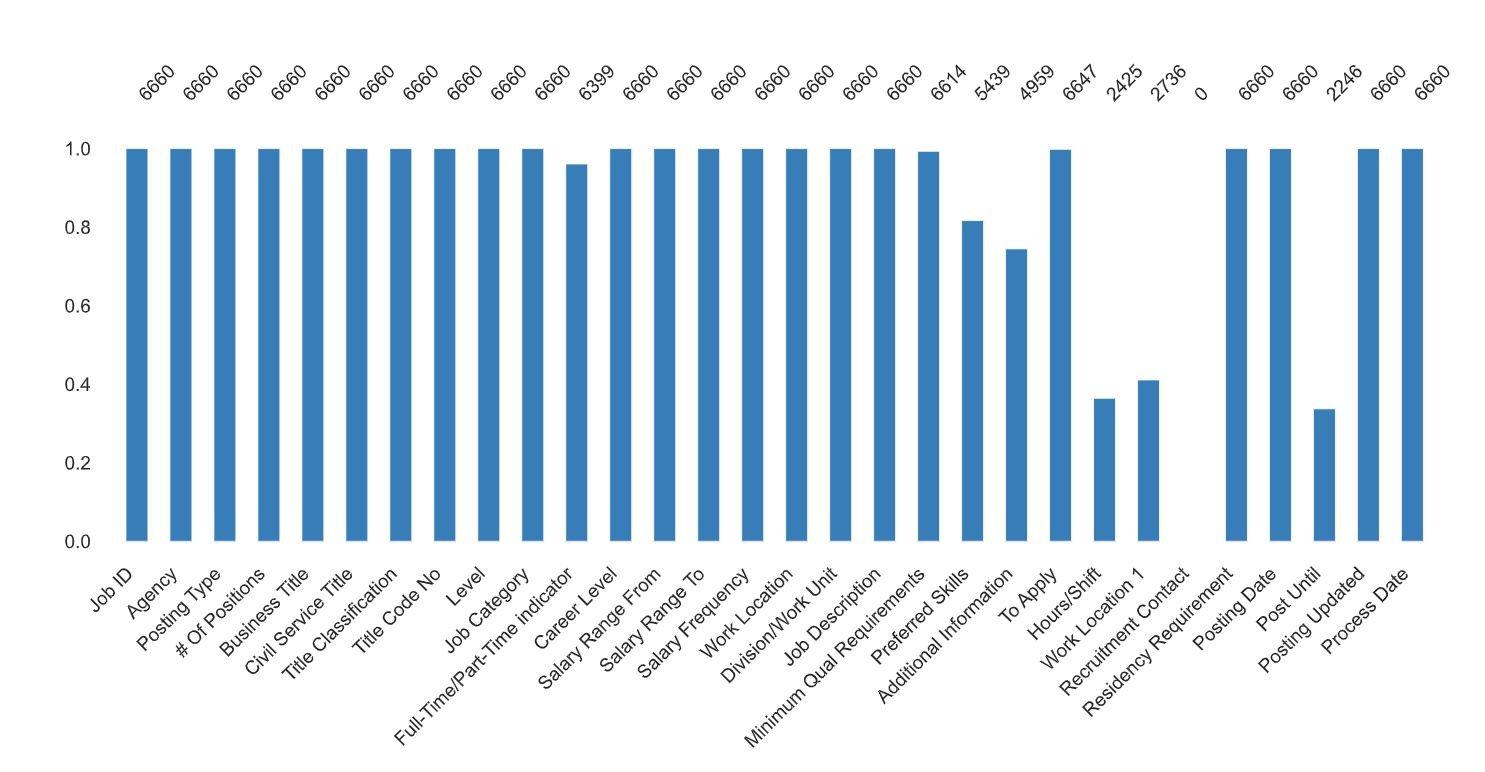 6660
6660
6660
6660
6660
6660
6660
6660
6660
6660
6399
6660
6660
6660
6660
6660
6660
6660
6614
5439
4959
6647
2425
2736
0
6660
6660
2246
6660
6660
1.0
0.8
0.6
0.4
0.2
0.0
Job ID
Agency
Posting Type
# Of Positions
Business Title
Civil Service Title
Title Classification
Title Code No
Level
Job Category
Full-Time/Part-Time indicator
Career Level
Salary Range From
Salary Range To
Salary Frequency
Work Location
Division/Work Unit
Job Description
Minimum Qual Requirements
Preferred Skills
Additional Information
To Apply
Hours/Shift
Work Location 1
Recruitment Contact
Residency Requirement
Posting Date
Post Until
Posting Updated
Process Date